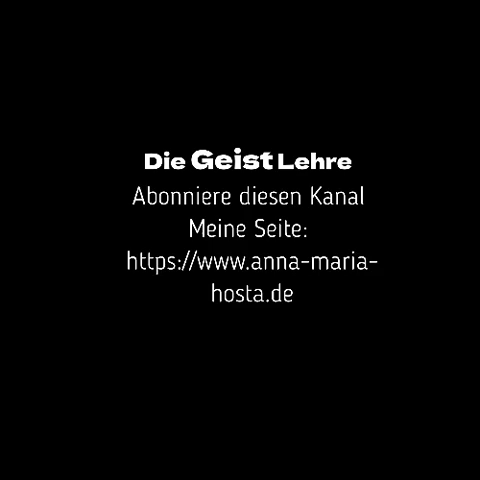 Die Geist Lehre
Abonniere diesen Kanal
Meine Seite:
https://www.anna-maria-
hosta.de